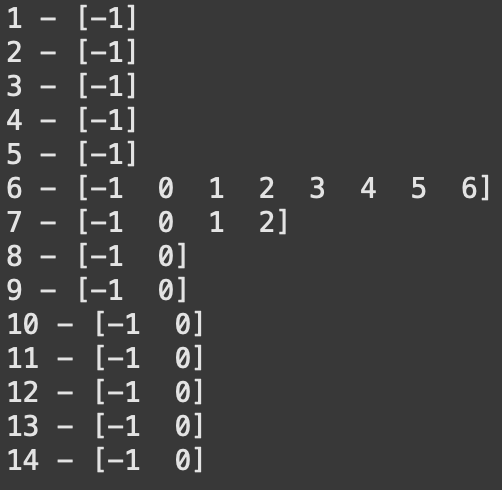 1 – [–1]
2 – [–1]
3 – [–1]
4 – [–1]
5 – [–1]
6 – [–1  0  1  2  3  4  5  6]
7 – [–1  0  1  2]
8 – [–1  0]
9 – [–1  0]
10 – [–1  0]
11 – [–1  0]
12 – [–1  0]
13 – [–1  0]
14 – [–1  0]